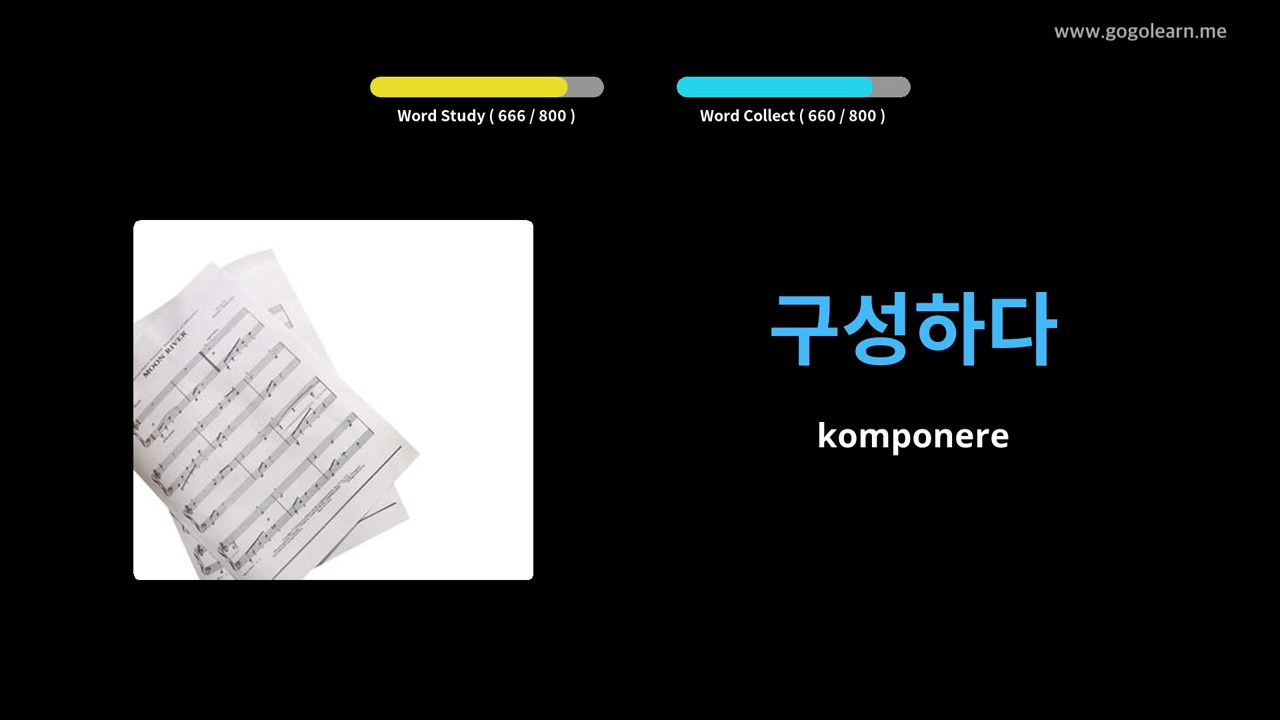 www.gogolearn.me
Word Study ( 666 / 800 )
Word Collect ( 660 / 800 )
MOON RIVER
구성하다
komponere